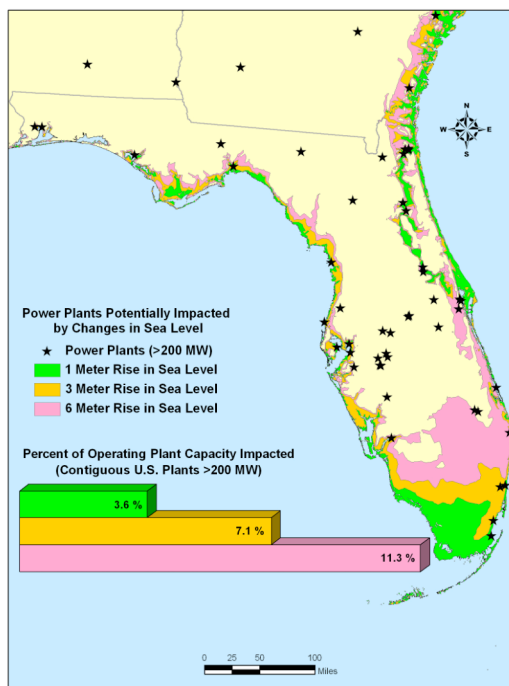 N
W
E
S
Power Plants Potentially Impacted
by Changes in Sea Level
Power Plants (>200 MW)
1 Meter Rise in Sea Level
3 Meter Rise in Sea Level
6 Meter Rise in Sea Level
Percent of Operating Plant Capacity Impacted
(Contiguous U.S. Plants >200 MW)
3.6 %
7.1 %
11.3 %
0 25 50 100
Miles